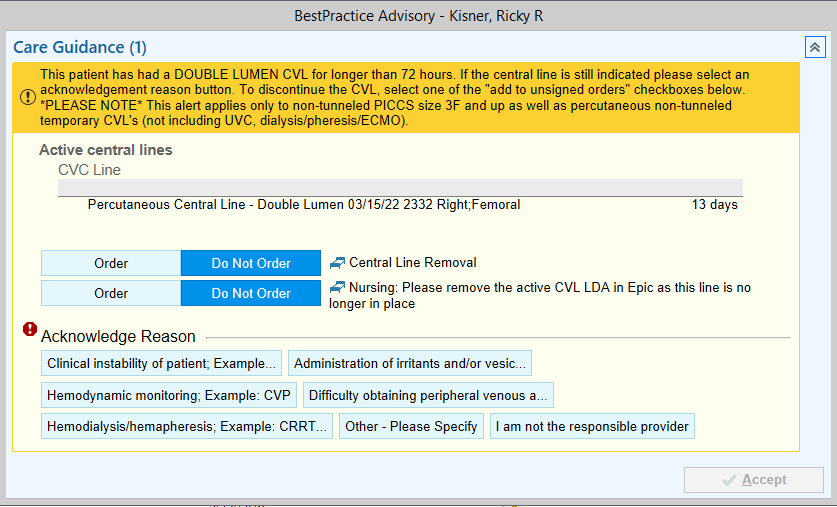 BestPractice Advisory - Kisner, Ricky R
Care Guidance (1)
This patient has had a DOUBLE LUMEN CVL for longer than 72 hours. If the central line is still indicated please select an
acknowledgement reason button. To discontinue the CVL, select one of the "add to unsigned orders" checkboxes below.
*PLEASE NOTE* This alert applies only to non-tunneled PICCS size 3F and up as well as percutaneous non-tunneled
temporary CVL's (not including UVC, dialysis/pheresis/ECMO).
Active central lines
CVC Line
Percutaneous Central Line - Double Lumen 03/15/22 2332 Right;Femoral 13 days
Order Do Not Order Central Line Removal
Order Do Not Order Nursing: Please remove the active CVL LDA in Epic as this line is no
longer in place
Acknowledge Reason
Clinical instability of patient; Example... Administration of irritants and/or vesic...
Hemodynamic monitoring; Example: CVP Difficulty obtaining peripheral venous a...
Hemodialysis/hemapheresis; Example: CRRT... Other - Please Specify I am not the responsible provider
Accept